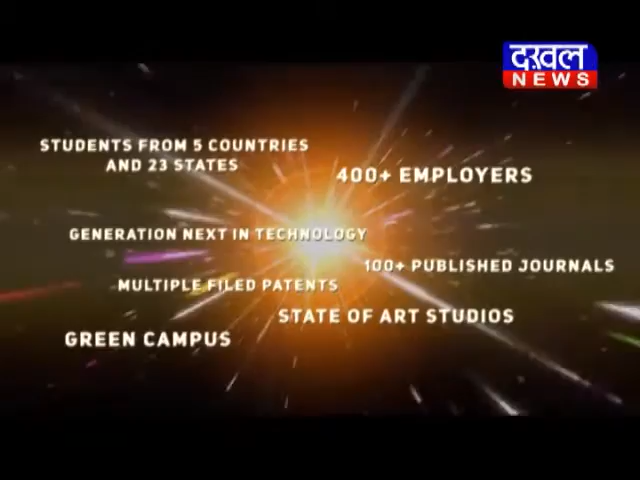 दख़ल
NEWS
STUDENTS FROM 5 COUNTRIES
AND 23 STATES
400+ EMPLOYERS
GENERATION NEXT IN TECHNOLOGY
100+ PUBLISHED JOURNALS
MULTIPLE FILED PATENTS
STATE OF ART STUDIOS
GREEN CAMPUS